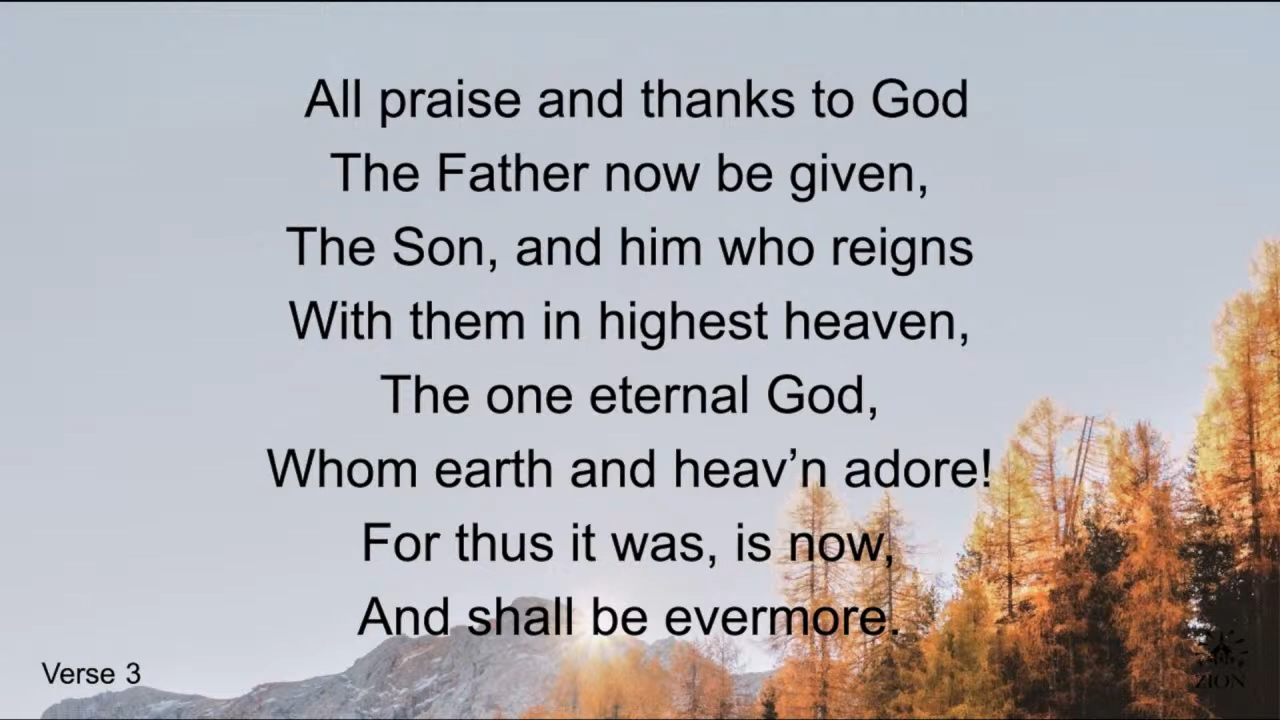 All praise and thanks to God
The Father now be given,
The Son, and him who reigns
With them in highest heaven,
The one eternal God,
Whom earth and heav’n adore!
For thus it was, is now,
And shall be evermore.
Verse 3
ZION